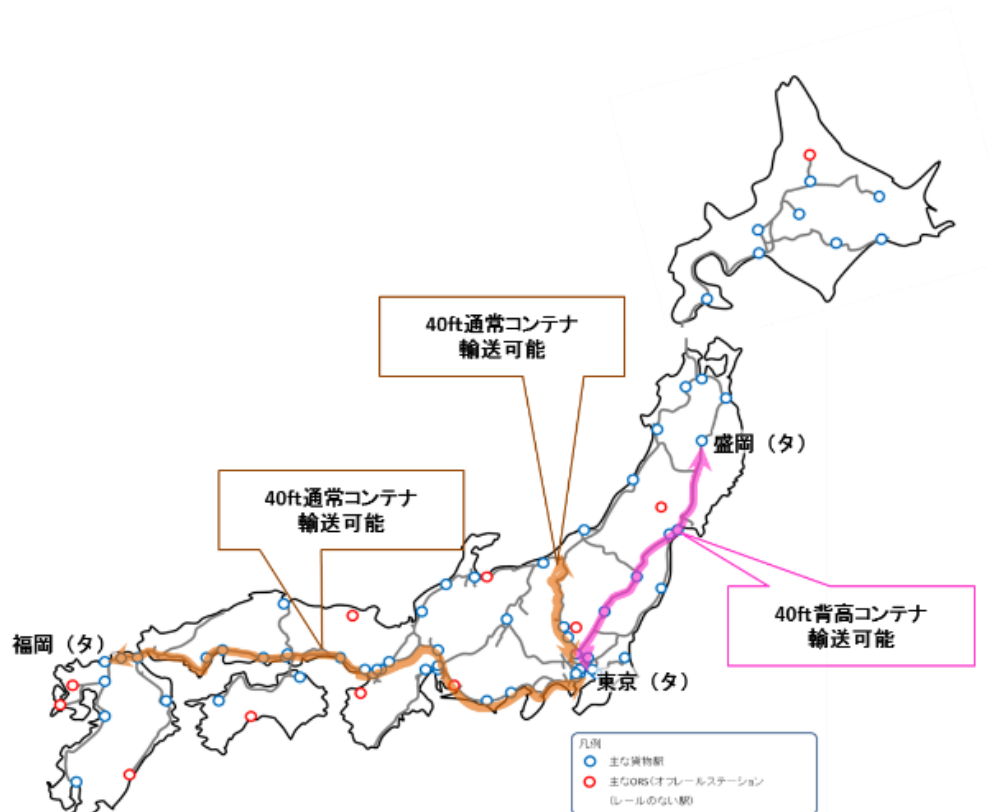 40ft通常コンテナ
輸送可能
盛岡（タ）
40ft通常コンテナ
輸送可能
40ft背高コンテナ
輸送可能
福岡（タ）
東京（タ）
凡例
主な貨物駅
主なORS（オフレールステーション
（レールのない駅）